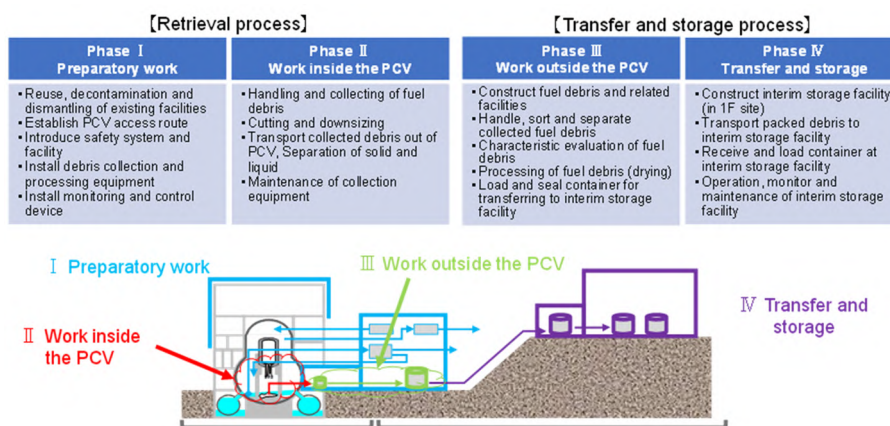 【Retrieval process】
【Transfer and storage process】
Phase Ⅰ
Preparatory work
• Reuse, decontamination and
dismantling of existing facilities
• Establish PCV access route
• Introduce safety system and
facility
• Install debris collection and
processing equipment
• Install monitoring and control
device
Phase Ⅱ
Work inside the PCV
• Handling and collecting of fuel
debris
• Cutting and downsizing
• Transport collected debris out of
PCV, Separation of solid and
liquid
• Maintenance of collection
equipment
Phase Ⅲ
Work outside the PCV
• Construct fuel debris and related
facilities
• Handle, sort and separate
collected fuel debris
• Characteristic evaluation of fuel
debris
• Processing of fuel debris (drying)
• Load and seal container for
transferring to interim storage
facility
Phase Ⅳ
Transfer and storage
• Construct interim storage facility
(in 1F site)
• Transport packed debris to
interim storage facility
• Receive and load container at
interim storage facility
• Operation, monitor and
maintenance of interim storage
facility
Ⅰ Preparatory work
Ⅲ Work outside the PCV
Ⅱ Work inside
the PCV
Ⅳ Transfer and
storage